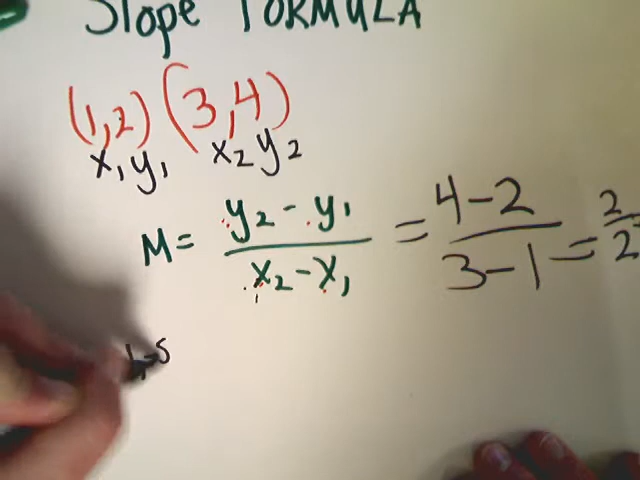 Slope FORMULA
(1,2) (3,4)
x₁ y₁ x₂ y₂
M = y₂ - y₁ / x₂ - x₁ = 4 - 2 / 3 - 1 = 2 / 2